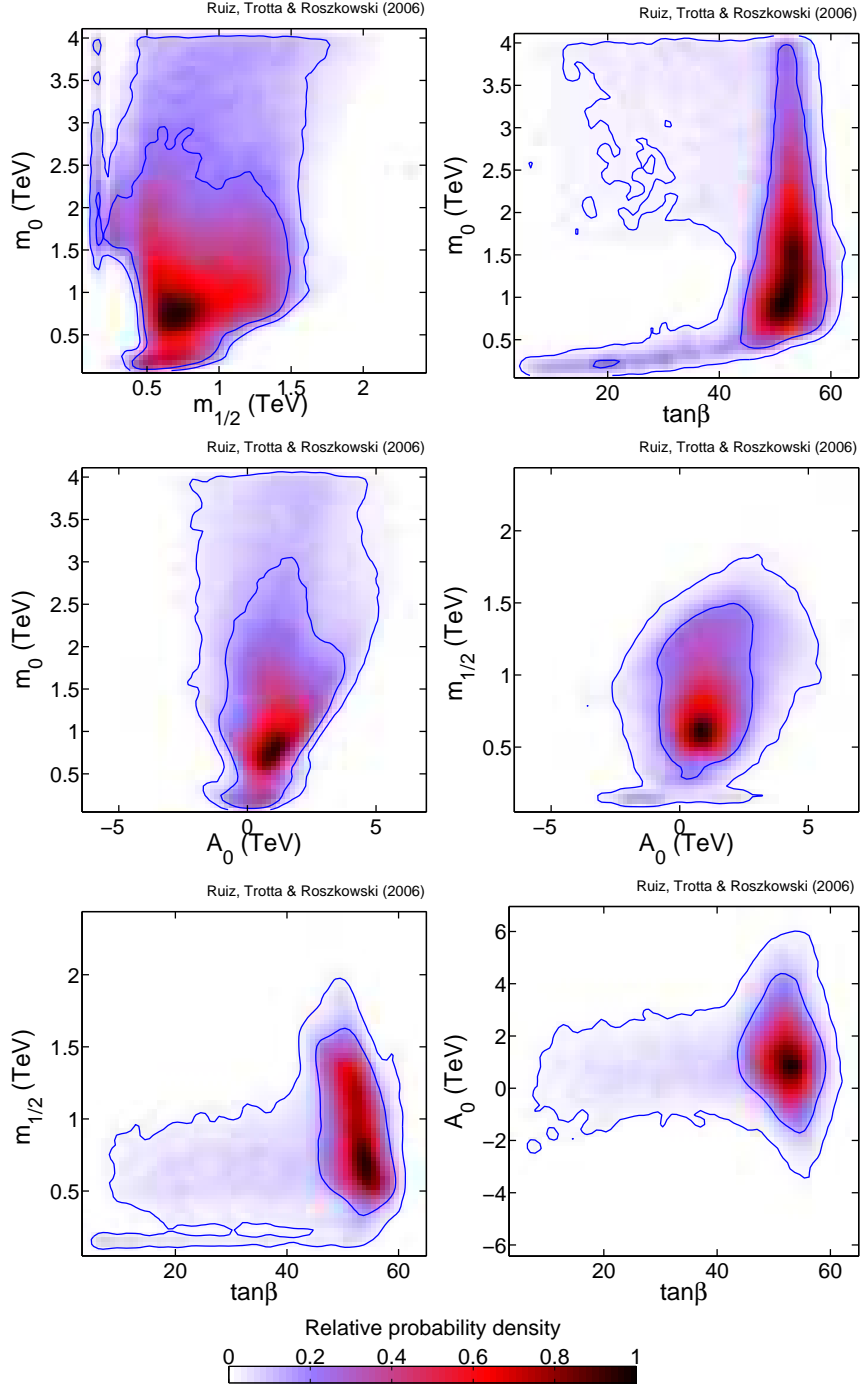 Ruiz, Trotta & Roszkowski (2006)
m0 (TeV)
4
3.5
3
2.5
2
1.5
1
0.5
0.5 1 1.5 2
m1/2 (TeV)
Ruiz, Trotta & Roszkowski (2006)
m0 (TeV)
4
3.5
3
2.5
2
1.5
1
0.5
20 40 60
tanβ
Ruiz, Trotta & Roszkowski (2006)
m0 (TeV)
4
3.5
3
2.5
2
1.5
1
0.5
−5 0 5
A0 (TeV)
Ruiz, Trotta & Roszkowski (2006)
m1/2 (TeV)
2
1.5
1
0.5
−5 0 5
A0 (TeV)
Ruiz, Trotta & Roszkowski (2006)
m1/2 (TeV)
2
1.5
1
0.5
20 40 60
tanβ
Ruiz, Trotta & Roszkowski (2006)
A0 (TeV)
6
4
2
0
−2
−4
−6
20 40 60
tanβ
Relative probability density
0 0.2 0.4 0.6 0.8 1